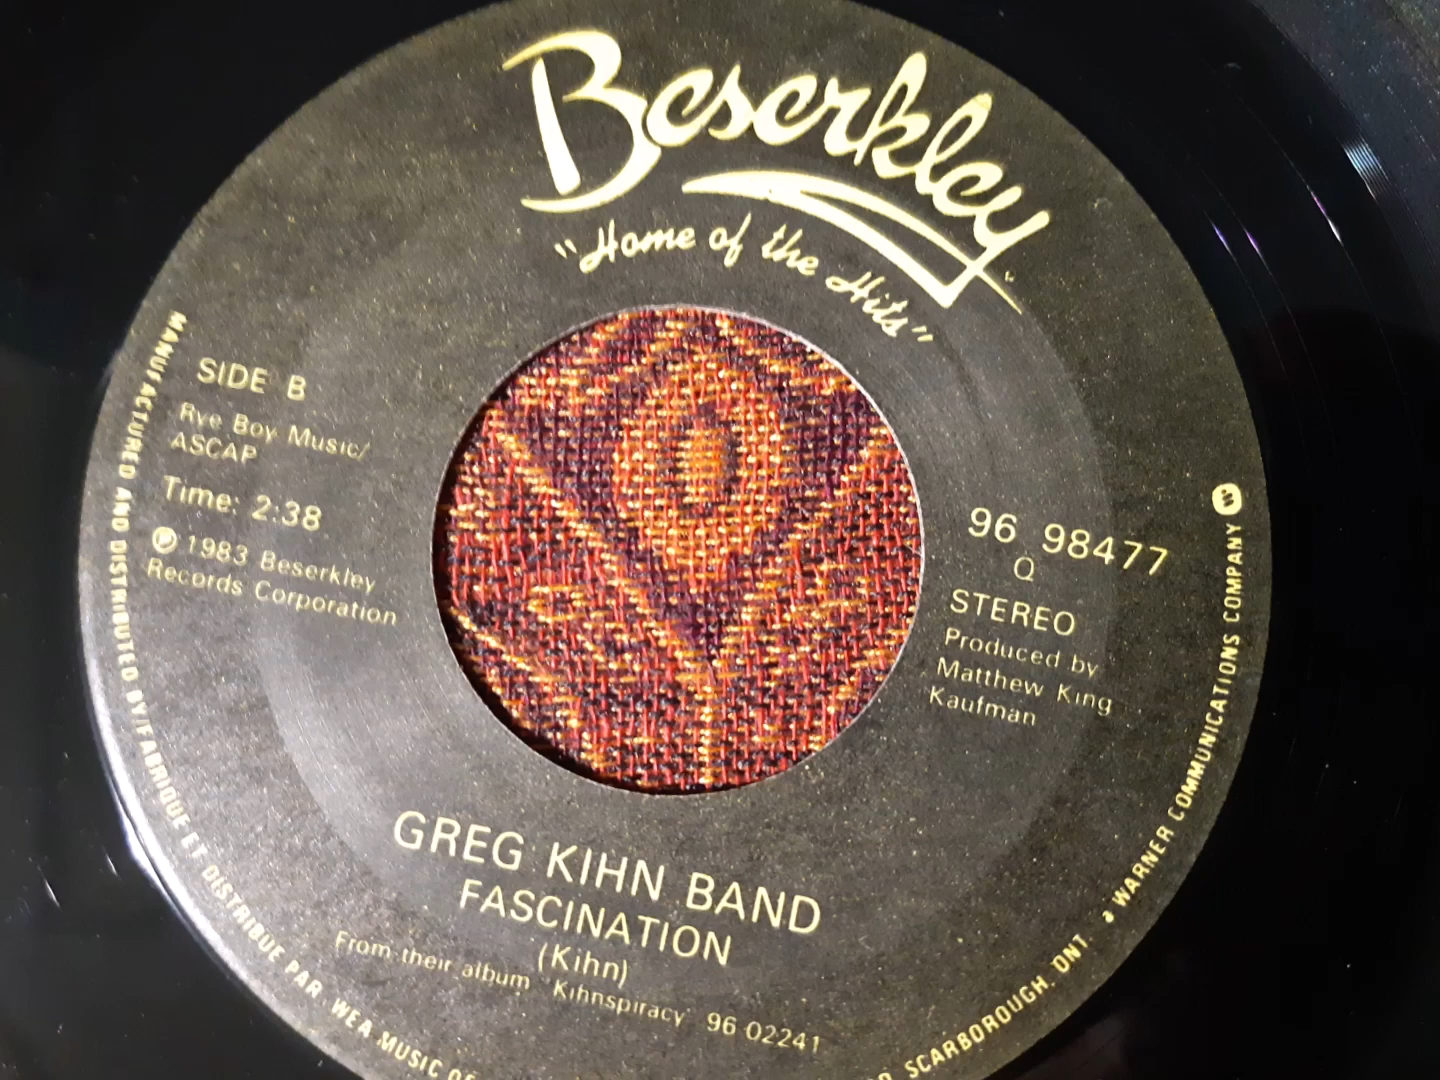 Beserkley
"Home of the Hits"
SIDE B
Rye Boy Music/
ASCAP
Time: 2:38
Ⓟ 1983 Beserkley
Records Corporation
96 98477
Q
STEREO
Produced by
Matthew King
Kaufman
GREG KIHN BAND
FASCINATION
(Kihn)
From their album "Kihnspiracy" 96 02241
MANUFACTURED AND DISTRIBUTED BY/FABRIQUE ET DISTRIBUE PAR WEA MUSIC OF
SCARBOROUGH, ONT. a WARNER COMMUNICATIONS COMPANY